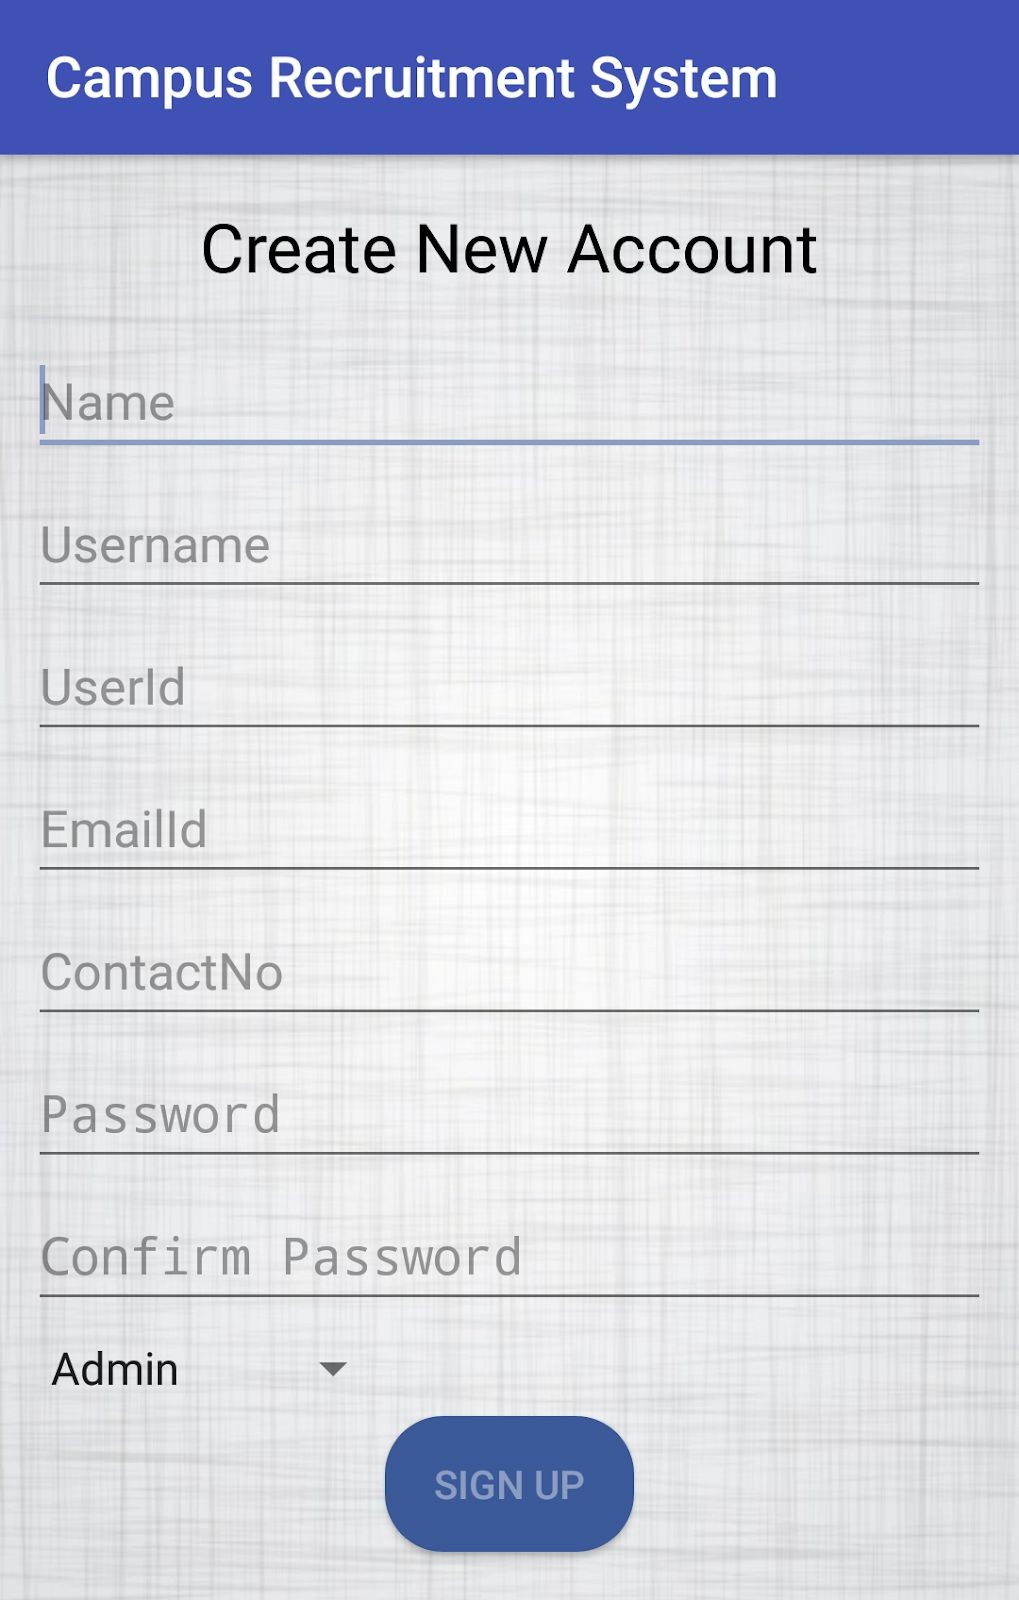 Campus Recruitment System
Create New Account
Name
Username
UserId
EmailId
ContactNo
Password
Confirm Password
Admin
SIGN UP